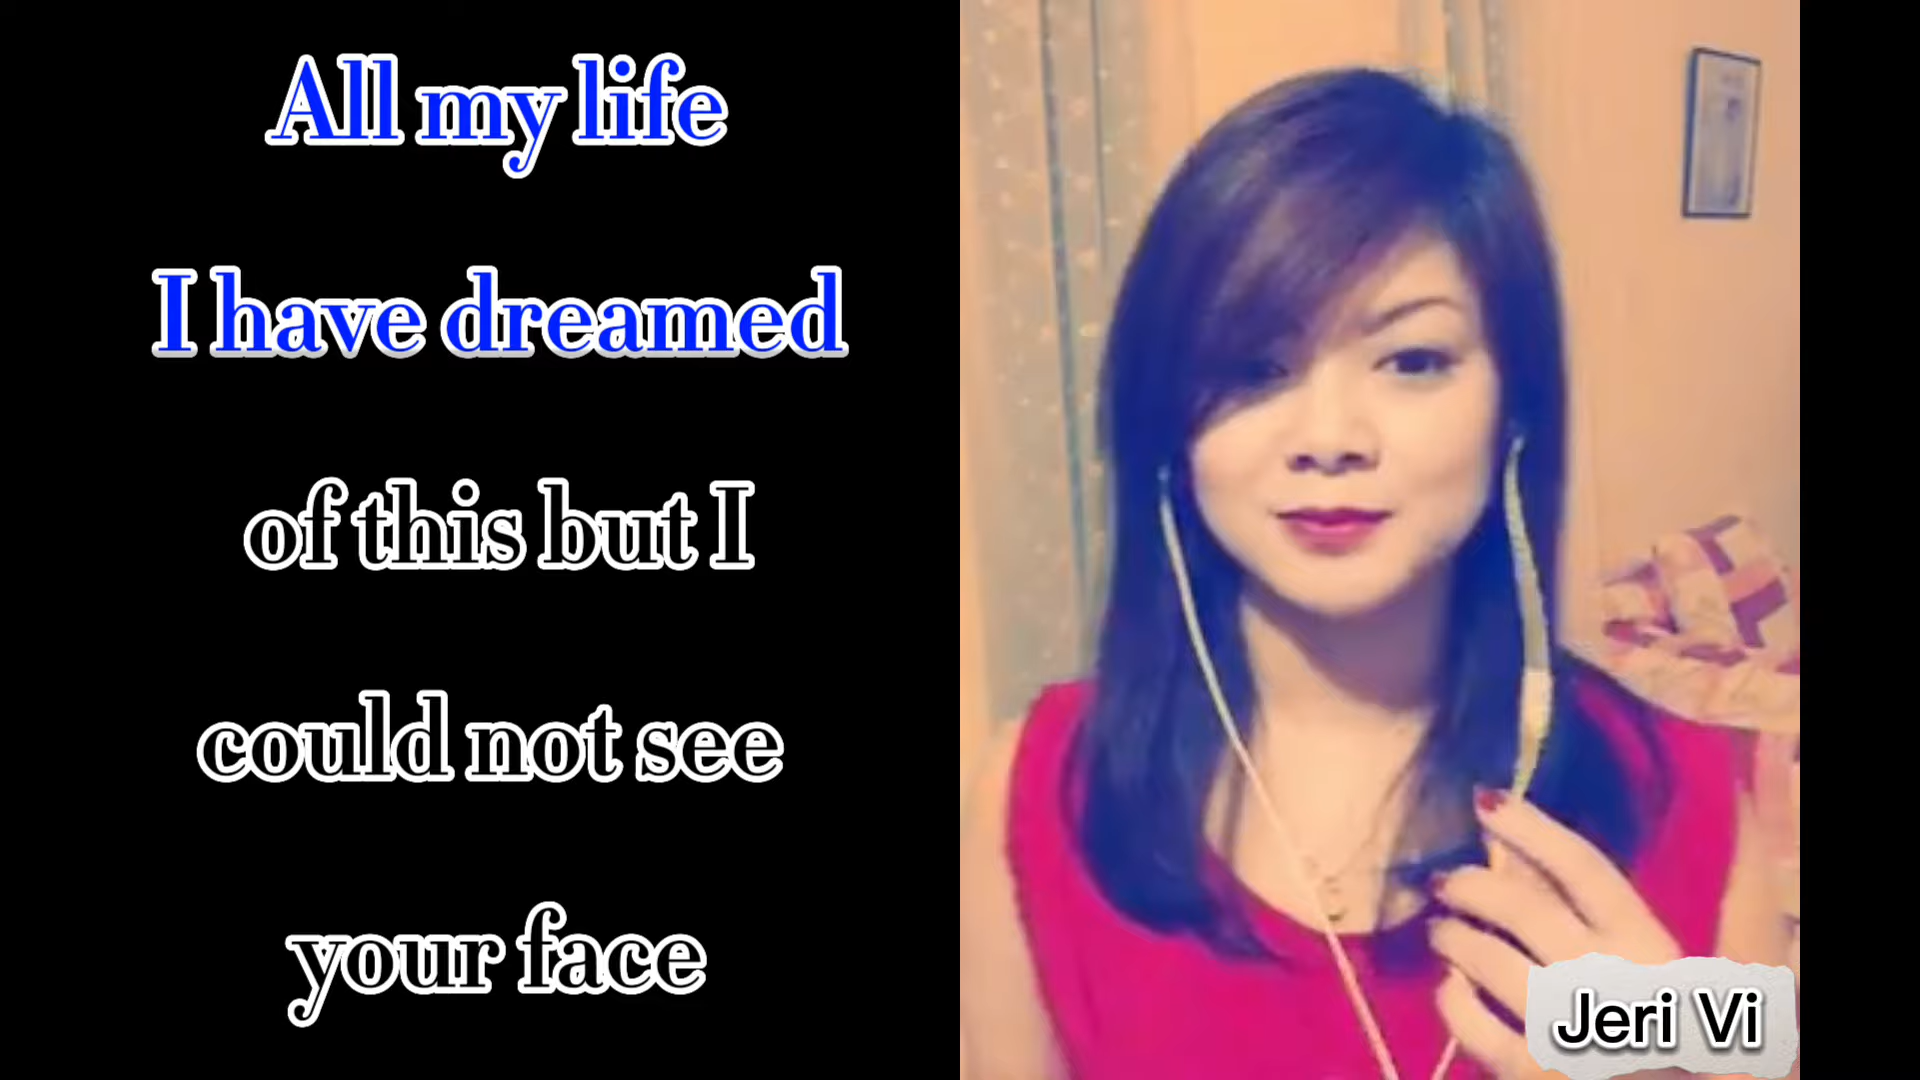 All my life
I have dreamed
of this but I
could not see
your face
Jeri Vi